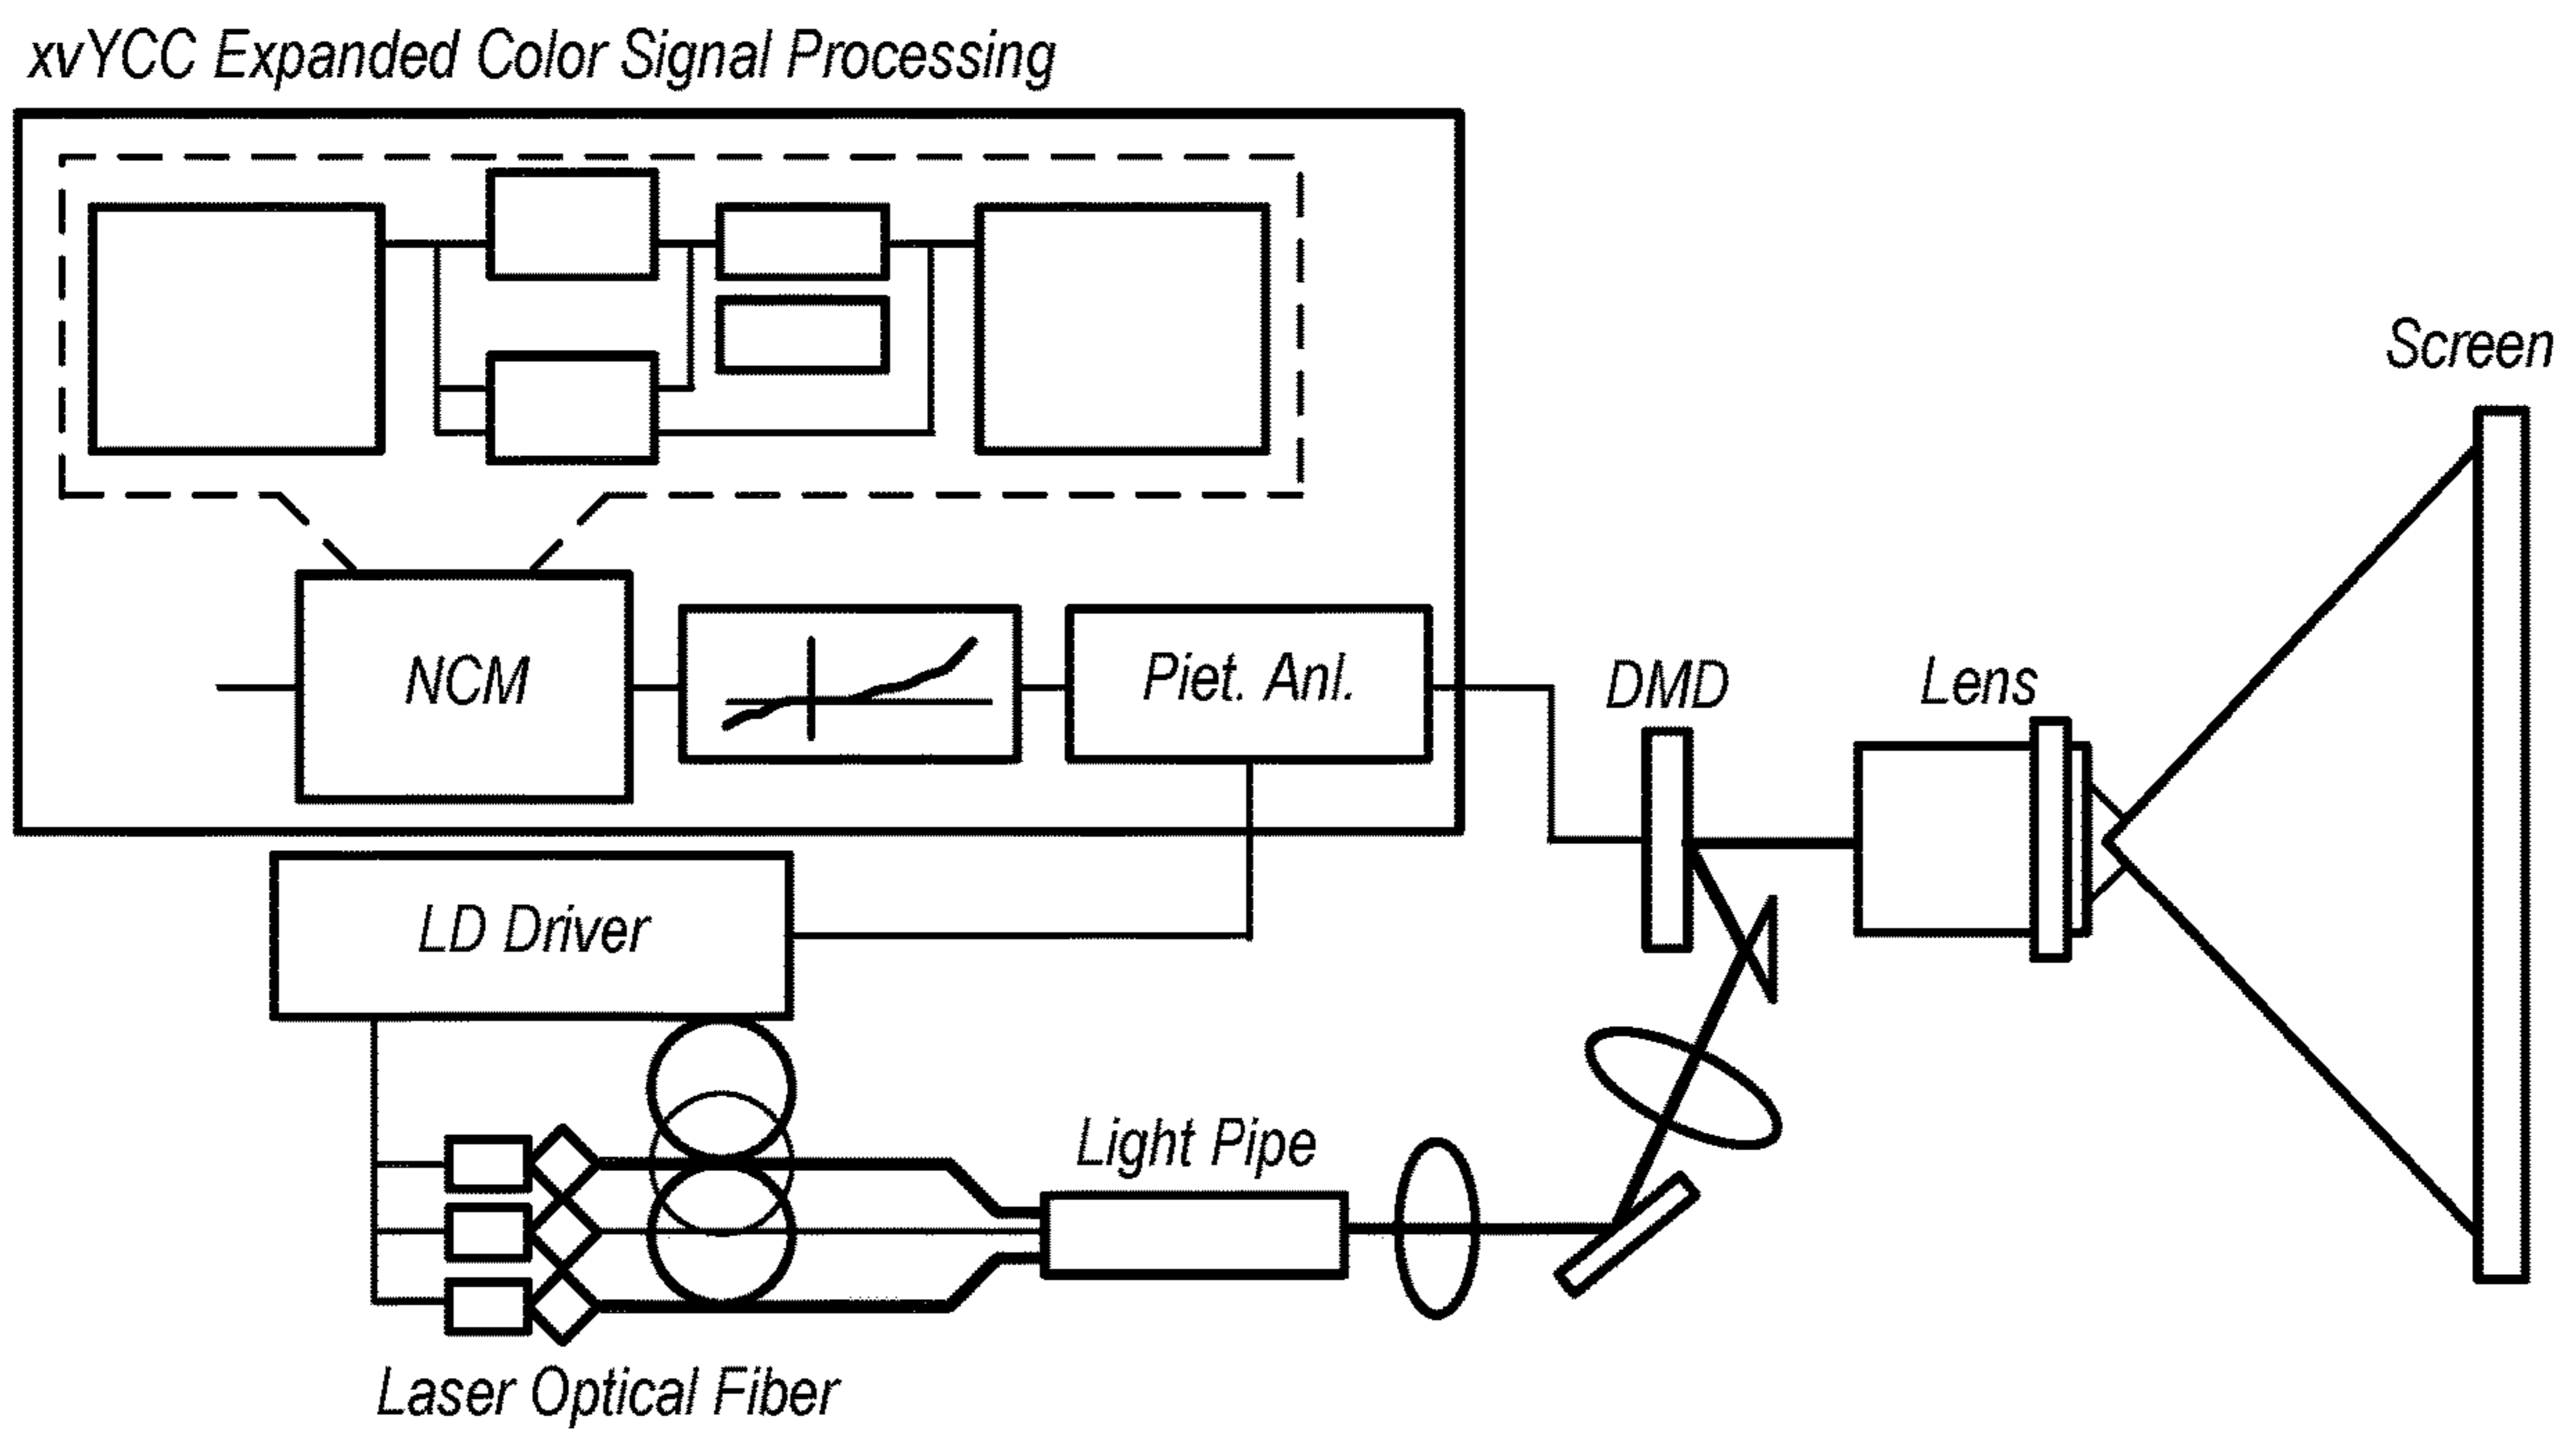 xvYCC Expanded Color Signal Processing
Screen
NCM
Piet. Anl.
DMD
Lens
LD Driver
Light Pipe
Laser Optical Fiber